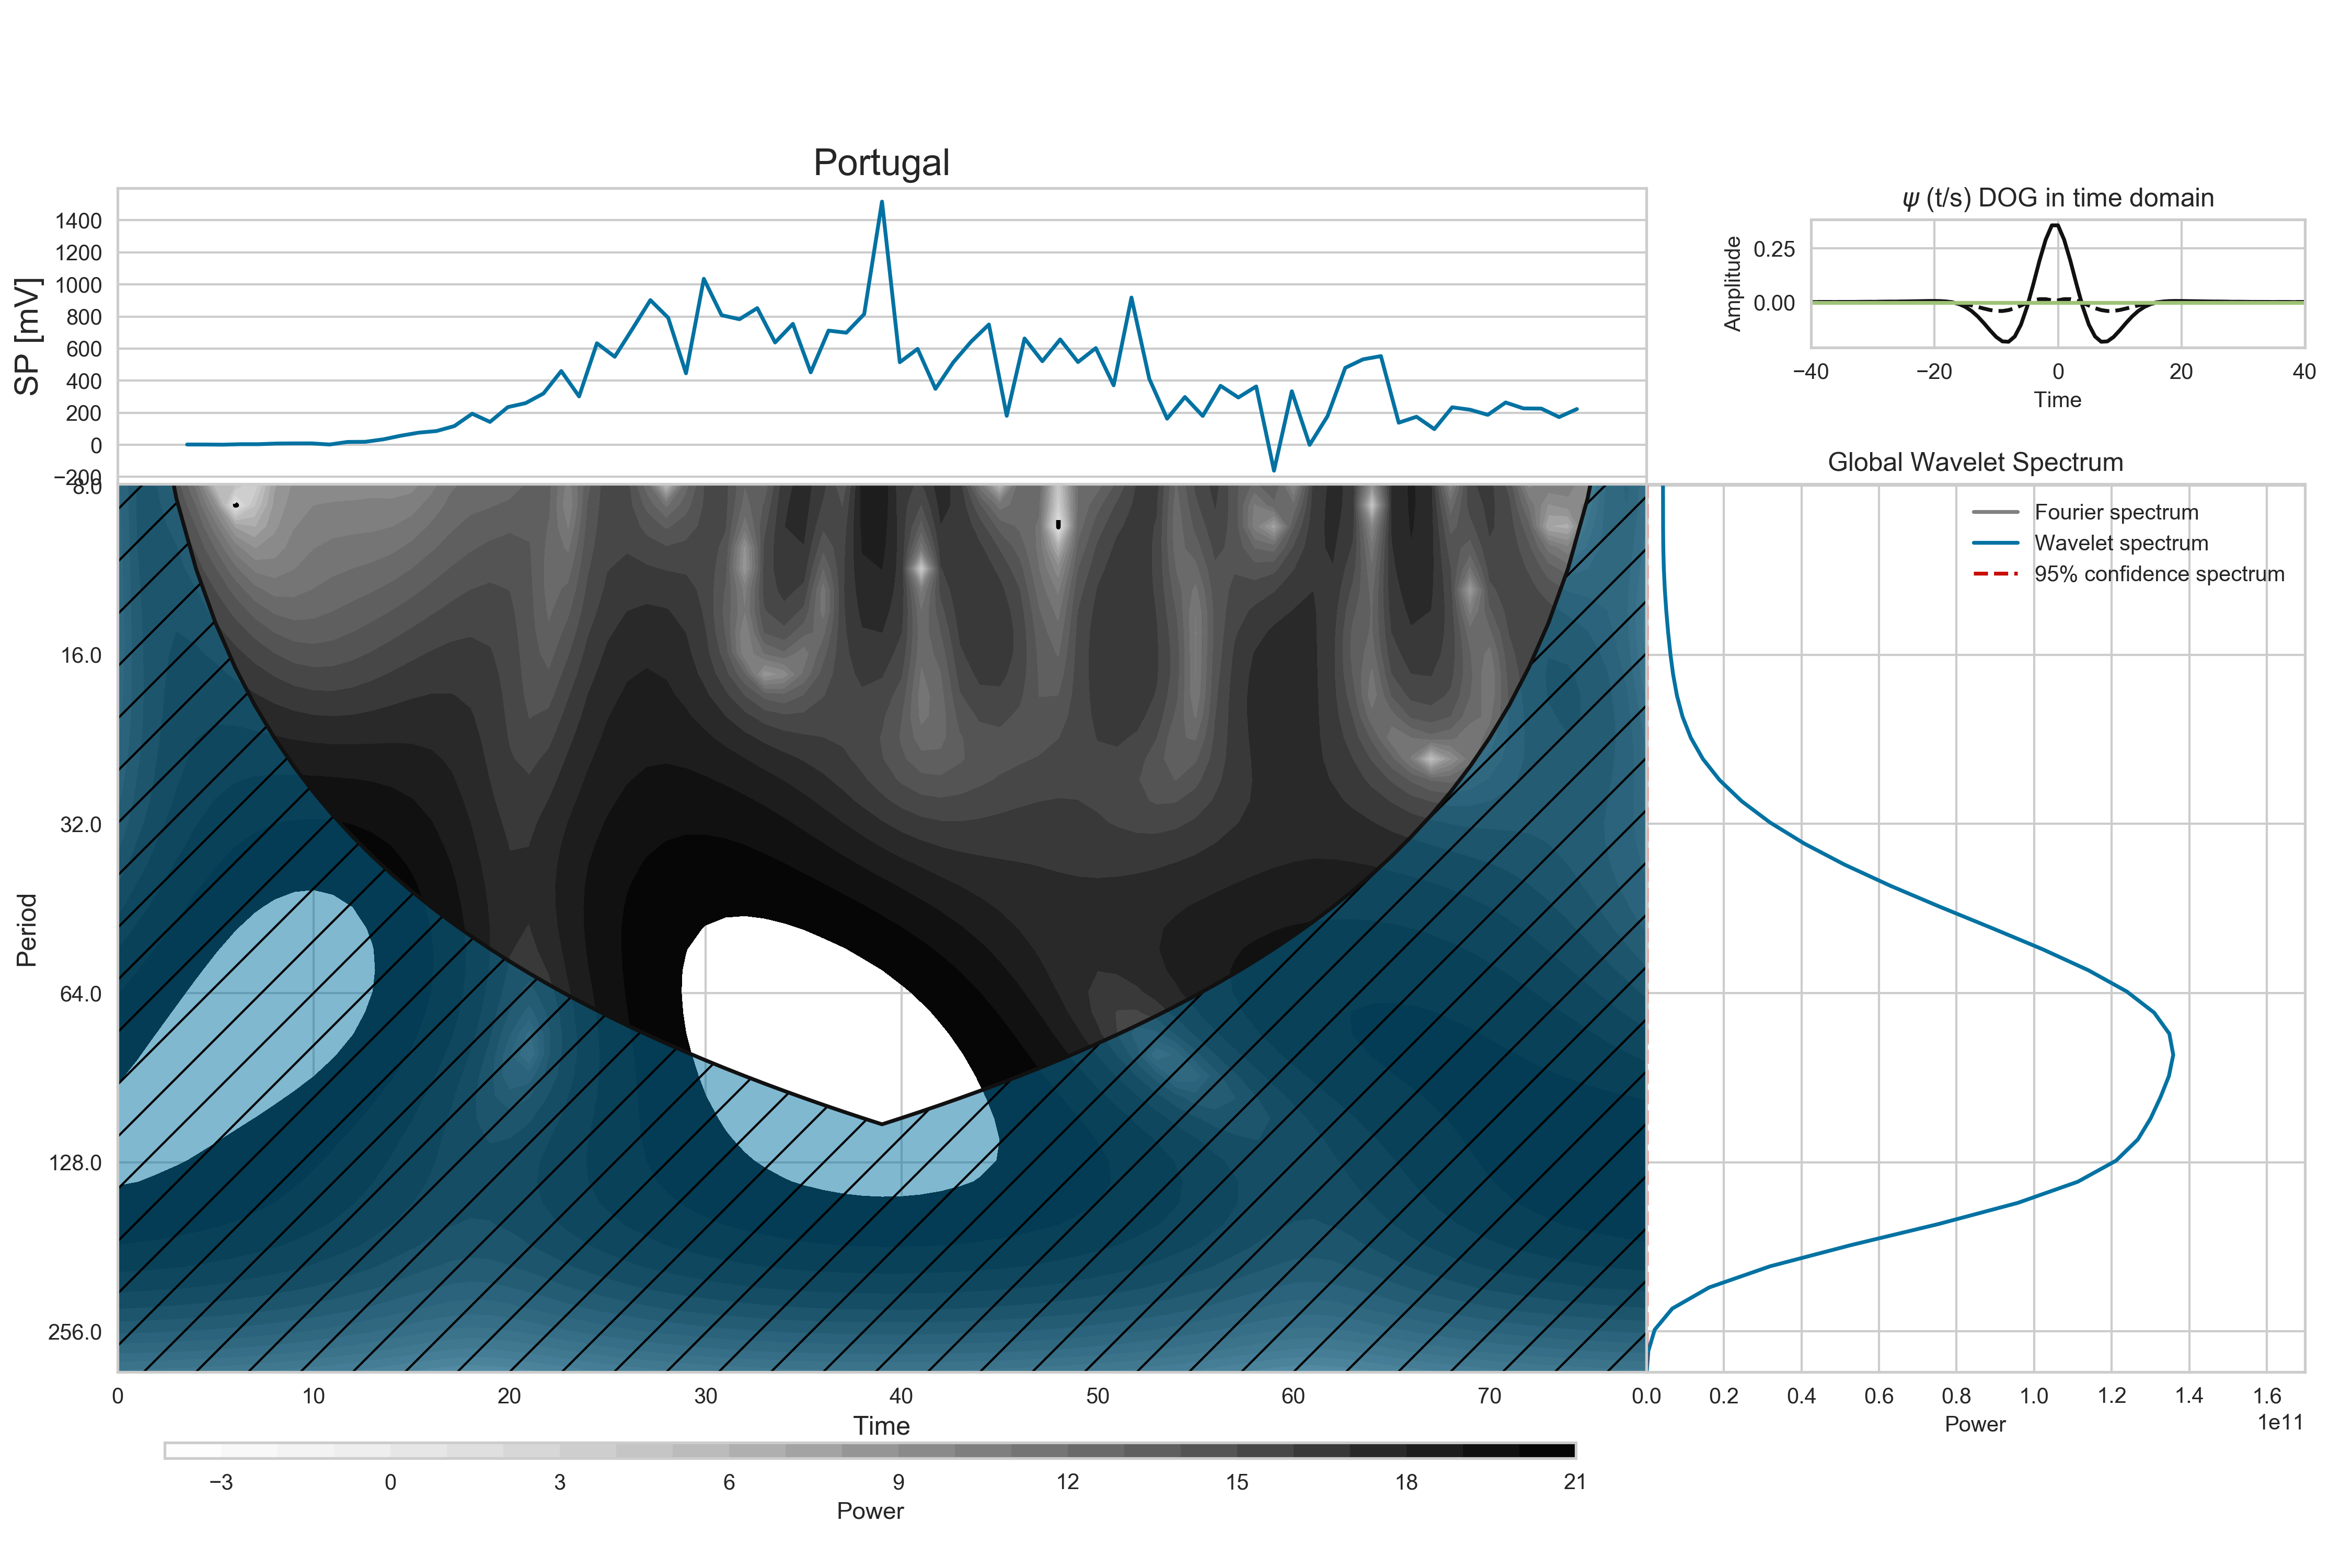 Portugal
SP [mV]
1400
1200
1000
800
600
400
200
0
−200
ψ (t/s) DOG in time domain
Amplitude
0.25
0.00
−40 −20 0 20 40
Time
Global Wavelet Spectrum
Fourier spectrum
Wavelet spectrum
95% confidence spectrum
Period
8.0
16.0
32.0
64.0
128.0
256.0
0 10 20 30 40 50 60 70
Time
0.0 0.2 0.4 0.6 0.8 1.0 1.2 1.4 1.6
1e11
Power
−3 0 3 6 9 12 15 18 21
Power